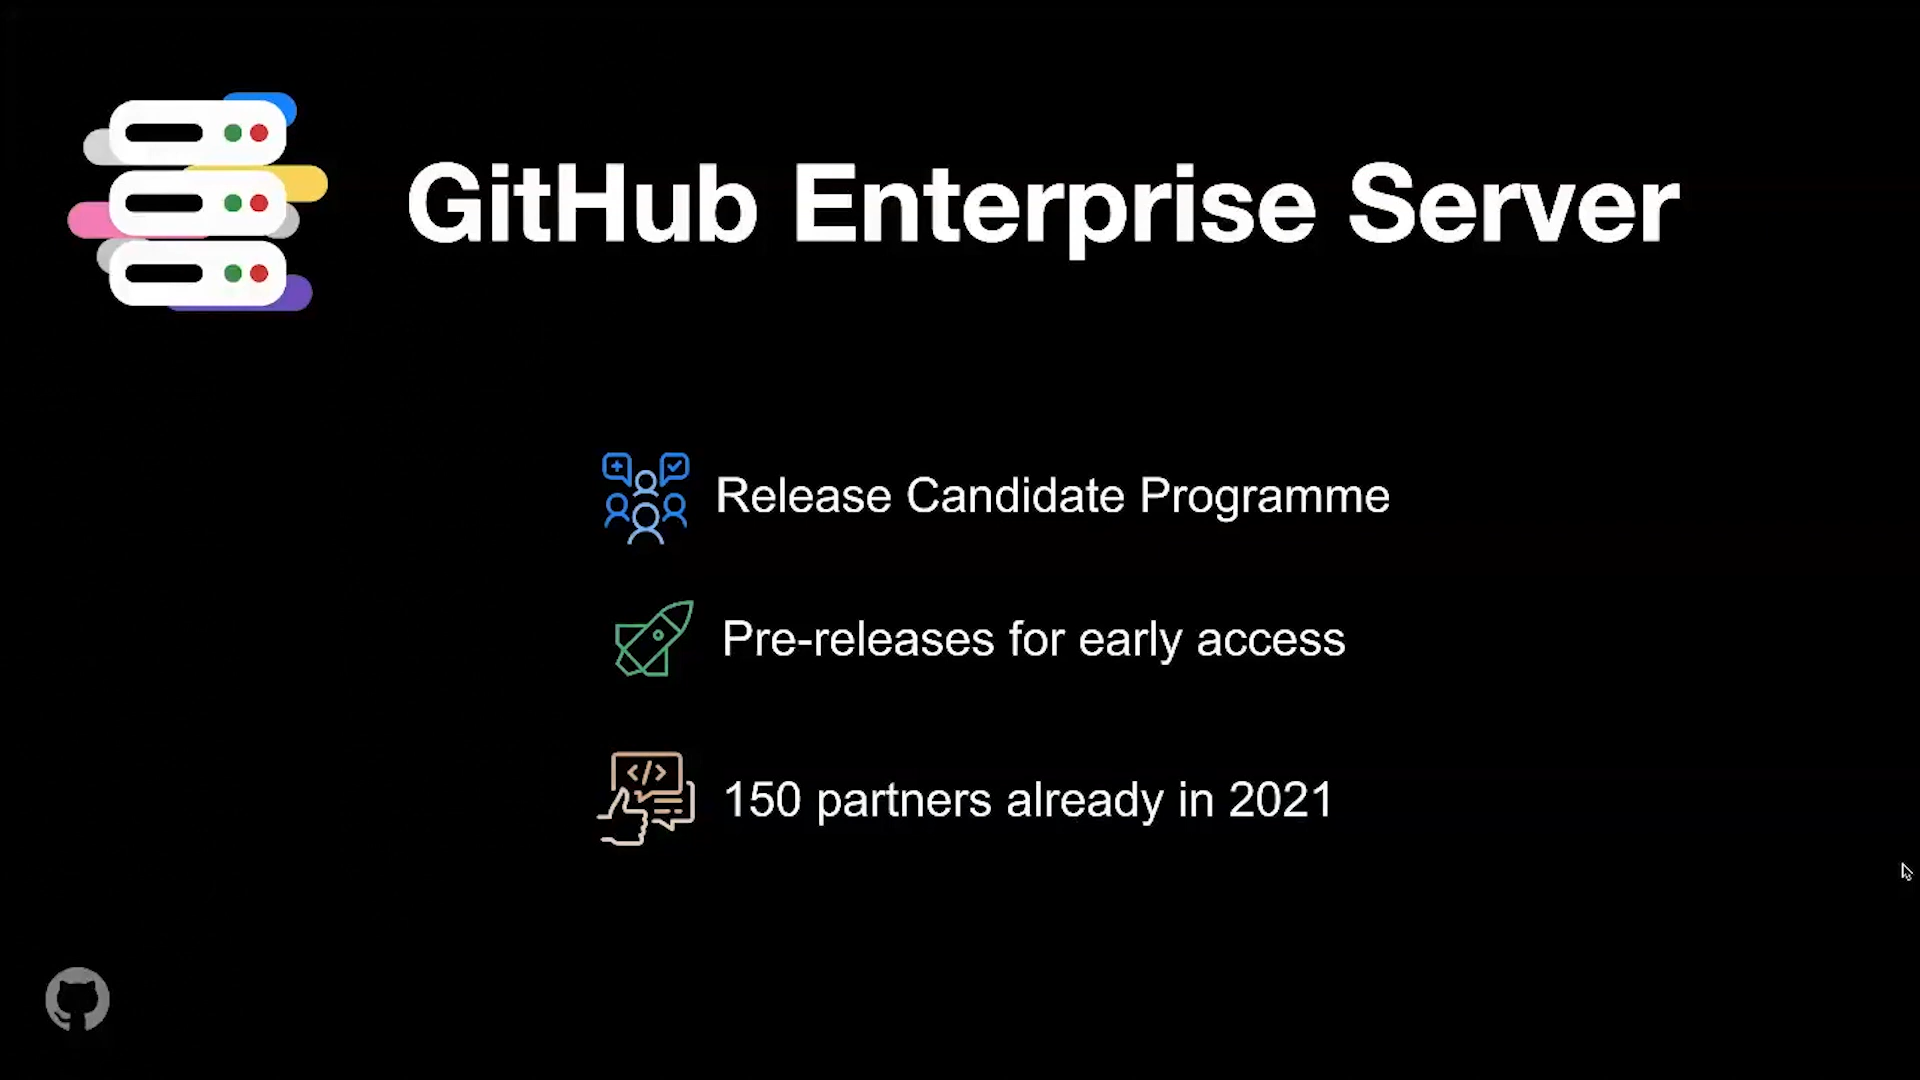 GitHub Enterprise Server
Release Candidate Programme
Pre-releases for early access
</>
150 partners already in 2021